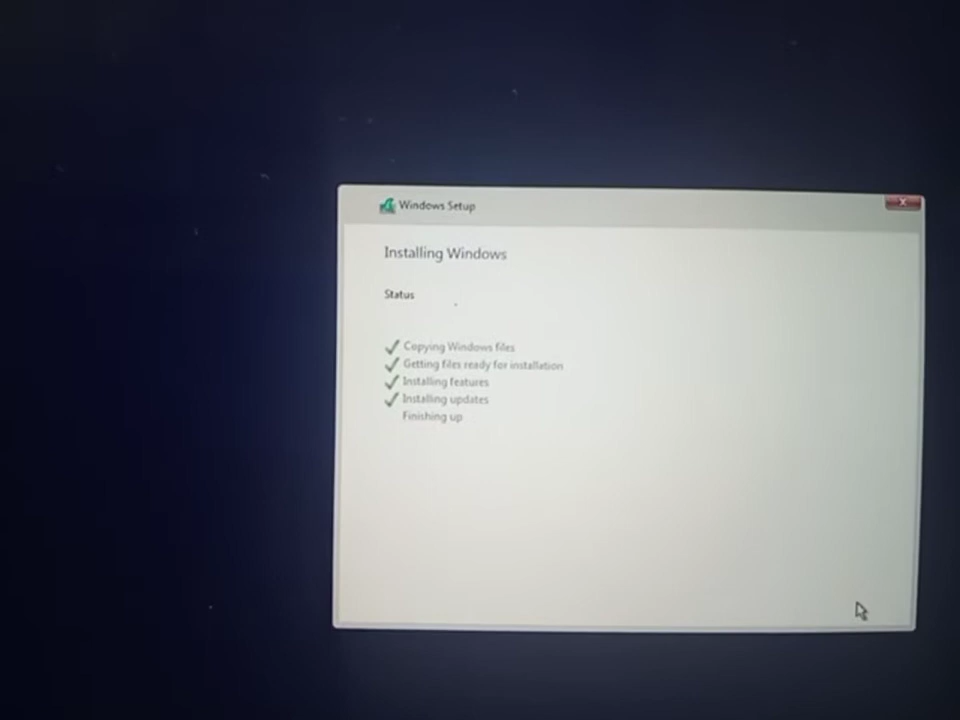 Windows Setup
Installing Windows
Status
Copying Windows files
Getting files ready for installation
Installing features
Installing updates
Finishing up